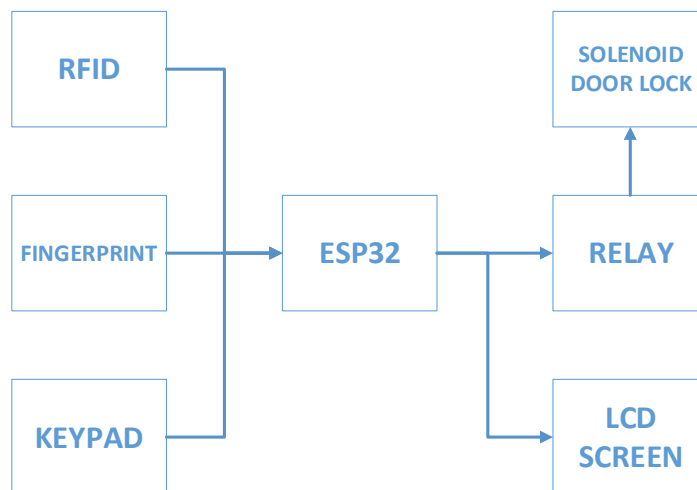 RFID
SOLENOID
DOOR LOCK
FINGERPRINT
ESP32
RELAY
KEYPAD
LCD
SCREEN